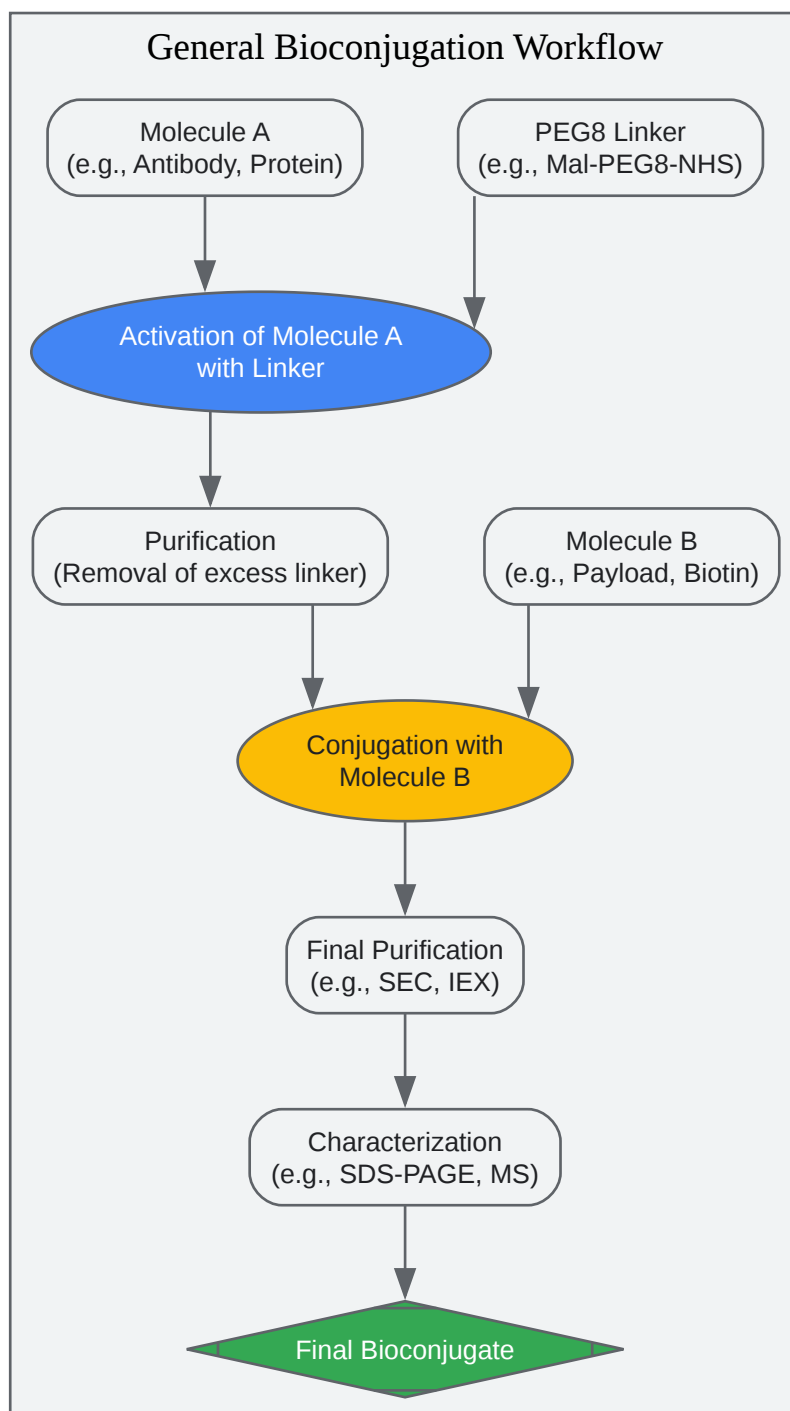 General Bioconjugation Workflow
Molecule A
(e.g., Antibody, Protein)
PEG8 Linker
(e.g., Mal-PEG8-NHS)
Activation of Molecule A
with Linker
Purification
(Removal of excess linker)
Molecule B
(e.g., Payload, Biotin)
Conjugation with
Molecule B
Final Purification
(e.g., SEC, IEX)
Characterization
(e.g., SDS-PAGE, MS)
Final Bioconjugate